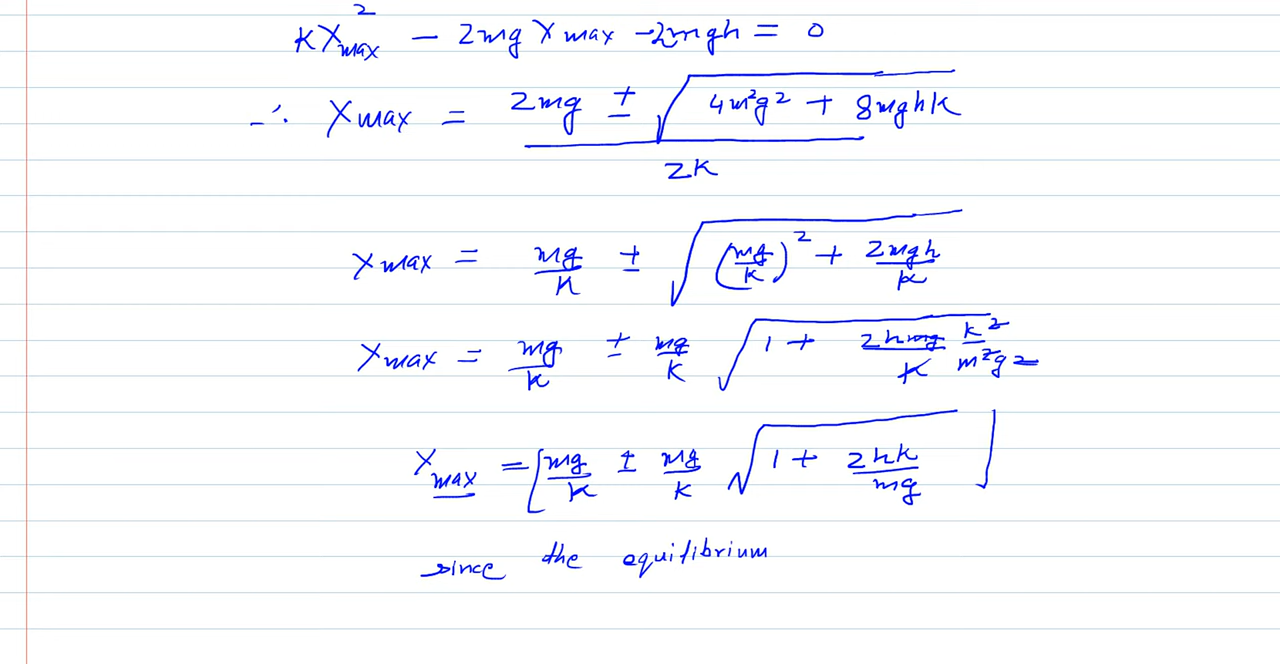 KX²max - 2mg Xmax - 2mgh = 0
∴ Xmax = (2mg ± √(4m²g² + 8mghk)) / 2K
Xmax = mg/k ± √((mg/k)² + 2mgh/k)
Xmax = mg/k ± mg/k √(1 + 2hmg/k k²/m²g²)
Xmax = [mg/k ± mg/k √(1 + 2hk/mg)]
since the equilibrium